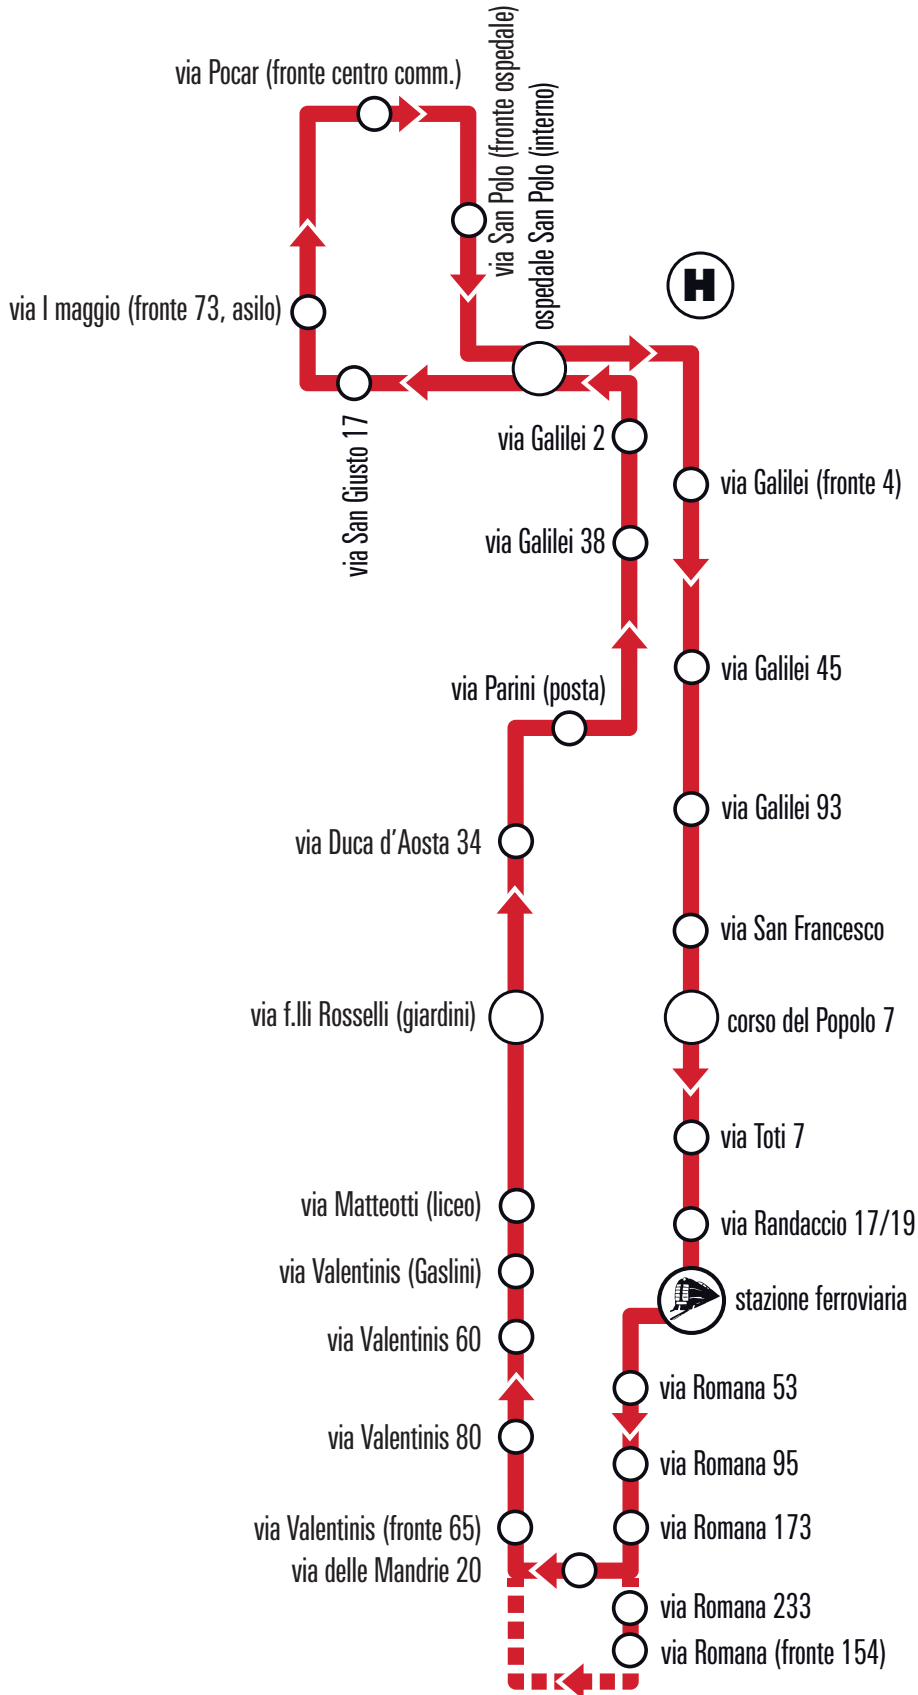 via Pocar (fronte centro comm.)
via San Polo (fronte ospedale)
ospedale San Polo (interno)
H
via I maggio (fronte 73, asilo)
via San Giusto 17
via Galilei 2
via Galilei (fronte 4)
via Galilei 38
via Galilei 45
via Parini (posta)
via Galilei 93
via Duca d'Aosta 34
via San Francesco
via f.lli Rosselli (giardini)
corso del Popolo 7
via Toti 7
via Matteotti (liceo)
via Randaccio 17/19
via Valentinis (Gaslini)
stazione ferroviaria
via Valentinis 60
via Romana 53
via Valentinis 80
via Romana 95
via Valentinis (fronte 65)
via Romana 173
via delle Mandrie 20
via Romana 233
via Romana (fronte 154)